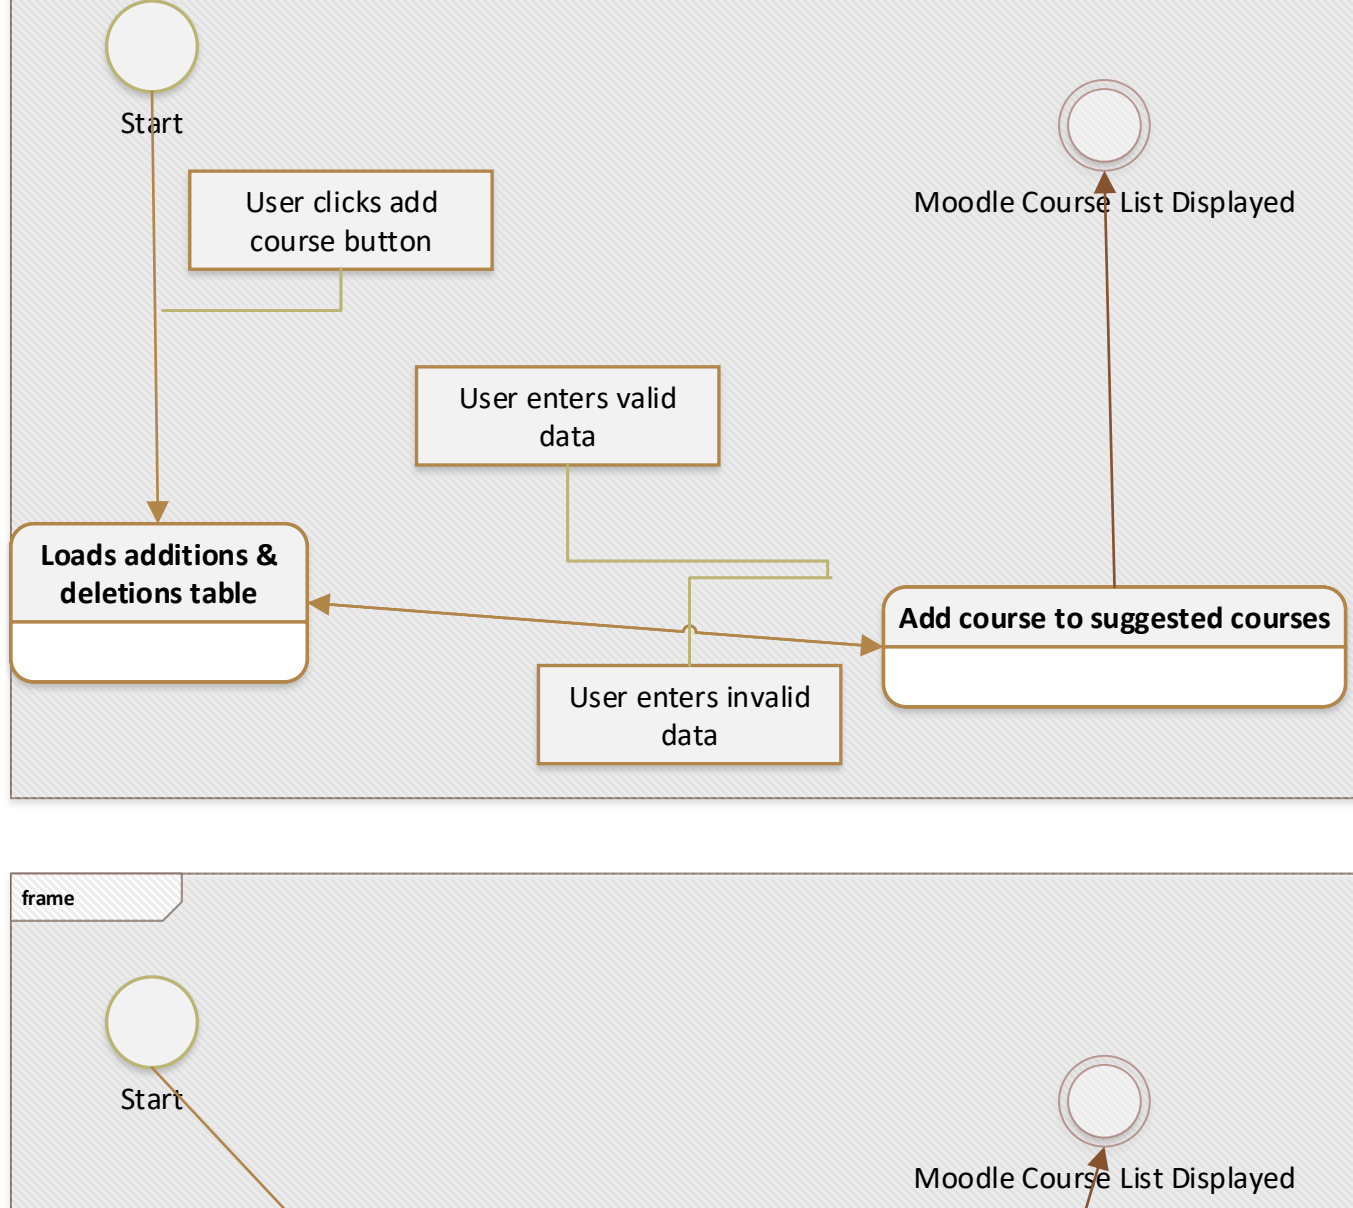 Start
User clicks add
course button
Moodle Course List Displayed
User enters valid
data
Loads additions &
deletions table
Add course to suggested courses
User enters invalid
data
frame
Start
Moodle Course List Displayed